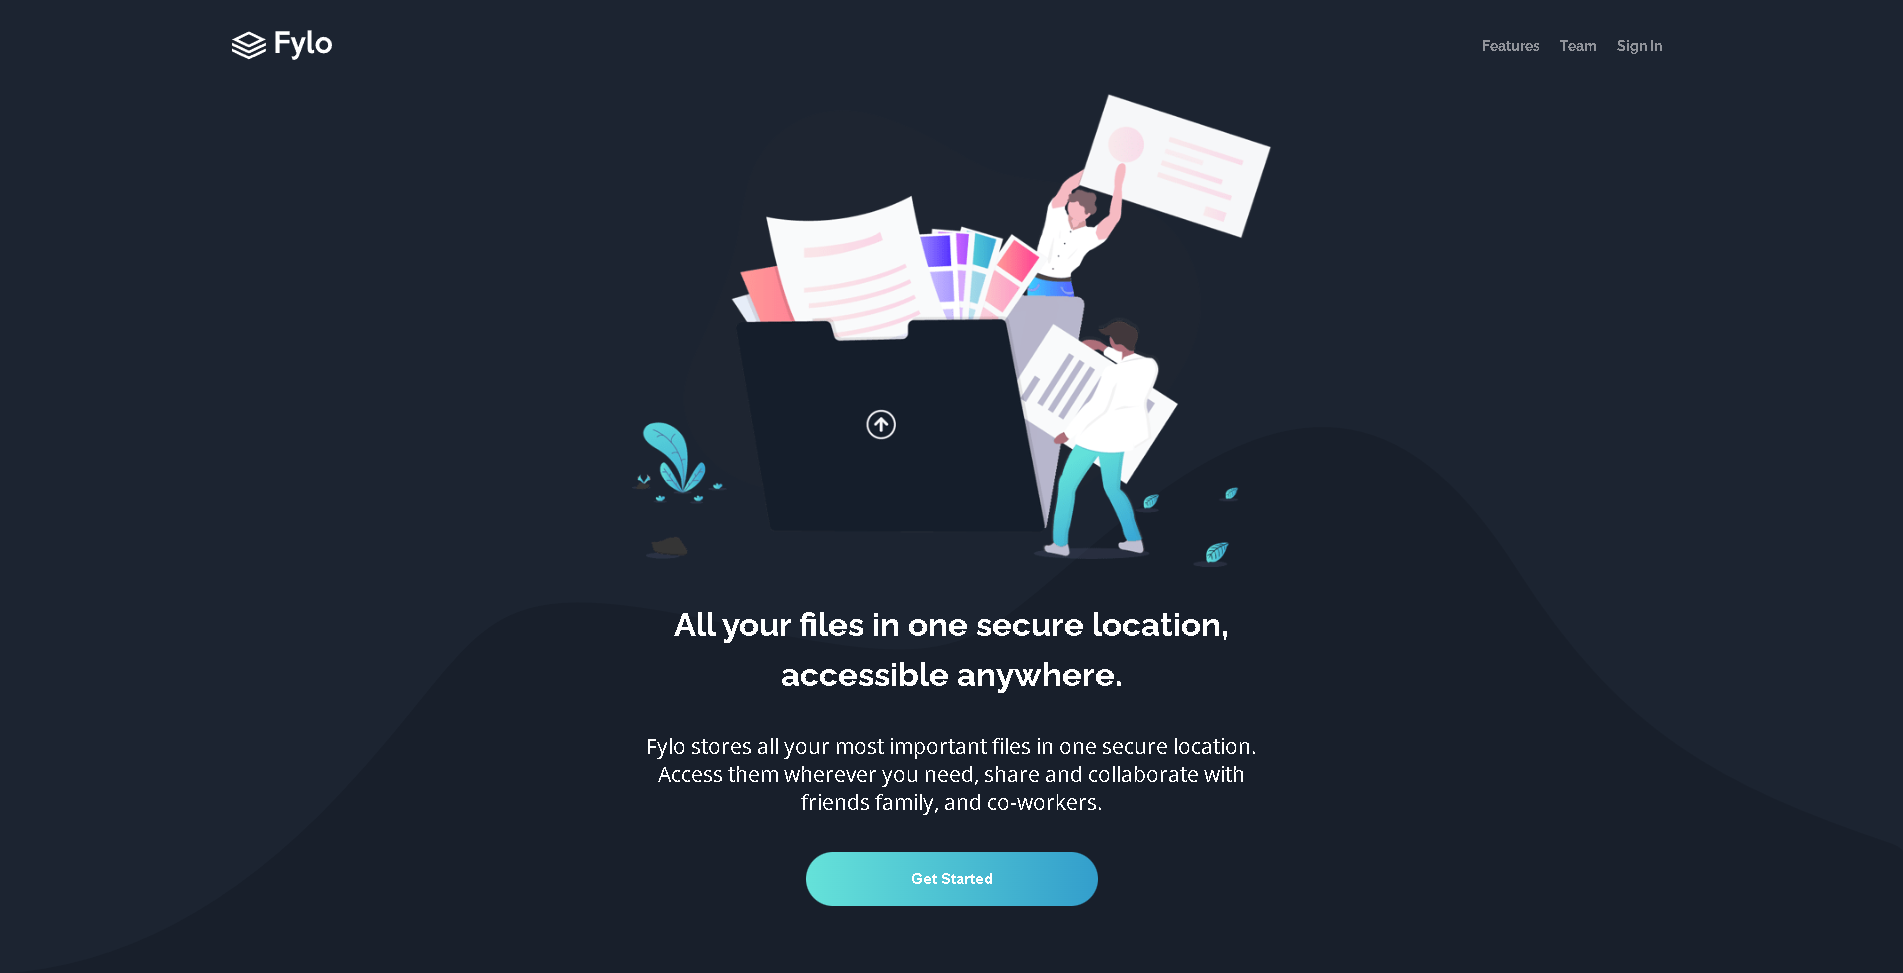 Fylo
Features Team Sign In
All your files in one secure location,
accessible anywhere.
Fylo stores all your most important files in one secure location.
Access them wherever you need, share and collaborate with
friends family, and co-workers.
Get Started